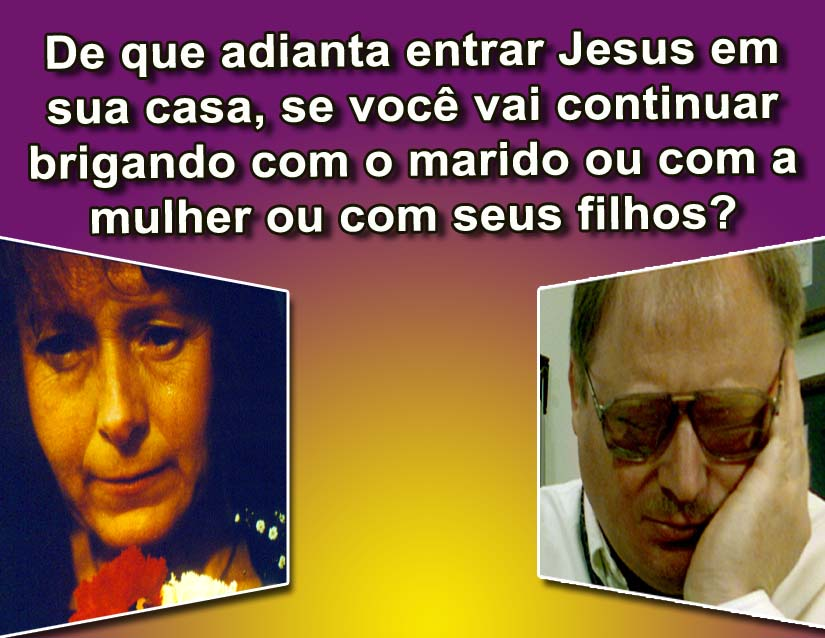 De que adianta entrar Jesus em
sua casa, se você vai continuar
brigando com o marido ou com a
mulher ou com seus filhos?